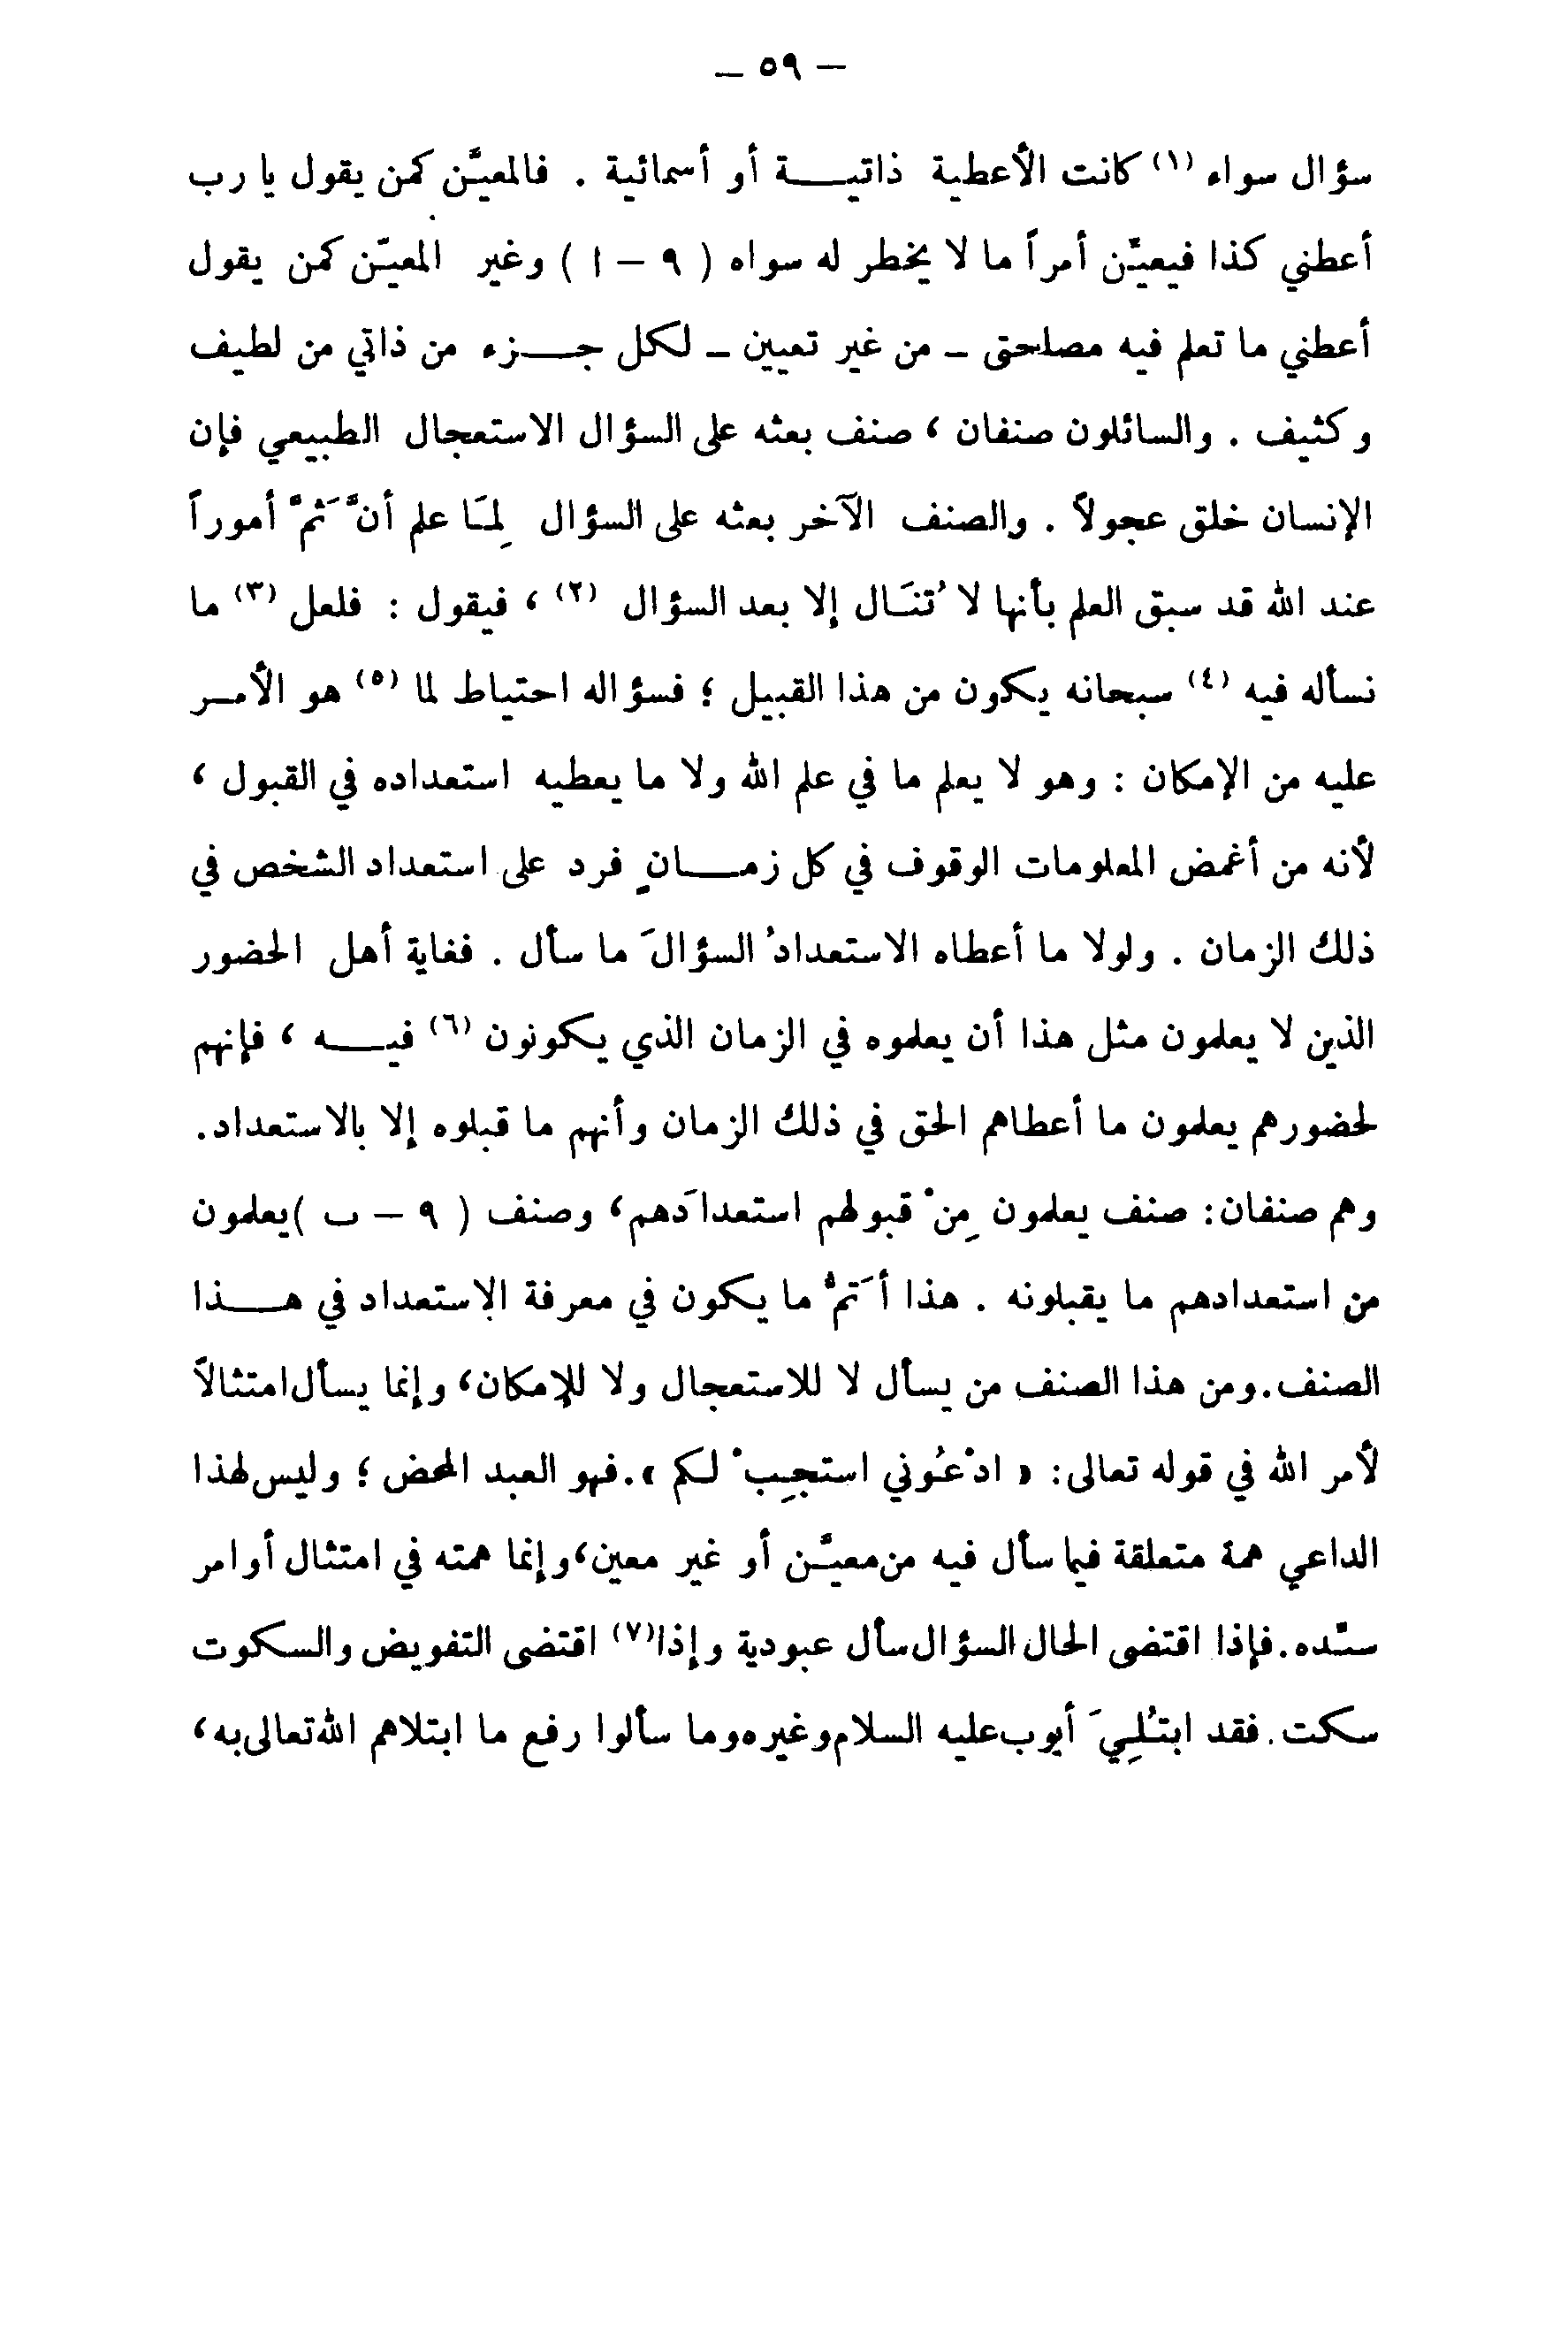 – ٥٩ –
سؤال سواء (١) كانت الأعطية ذاتيـــة أو أسمائية . فالمعيَّن كمن يقول يا رب
أعطني كذا فيعيَّن أمراً ما لا يخطر له سواه ( ٩ – ا ) وغير المعيّن كمن يقول
أعطني ما تعلم فيه مصلحتي – من غير تعيين – لكل جـــزء من ذاتي من لطيف
وكثيف . والسائلون صنفان ، صنف بعثه على السؤال الاستعجال الطبيعي فإن
الإنسان خلق عجولاً . والصنف الآخر بعثه على السؤال لِمَا علم أنَّ ثَمَّ أموراً
عند الله قد سبق العلم بأنها لا تُنَال إلا بعد السؤال (٢) ، فيقول : فلعل (٣) ما
نسأله فيه (٤) سبحانه يكون من هذا القبيل ؛ فسؤاله احتياط لما (٥) هو الأمـر
عليه من الإمكان : وهو لا يعلم ما في علم الله ولا ما يعطيه استعداده في القبول ،
لأنه من أغمض المعلومات الوقوف في كل زمـــانٍ فرد على استعداد الشخص في
ذلك الزمان . ولولا ما أعطاه الاستعدادُ السؤالَ ما سأل . فغاية أهل الحضور
الذين لا يعلمون مثل هذا أن يعلموه في الزمان الذي يكونون (٦) فيـــه ، فإنهم
لحضورهم يعلمون ما أعطاهم الحق في ذلك الزمان وأنهم ما قبلوه إلا بالاستعداد.
وهم صنفان: صنف يعلمون مِنْ قبولهم استعدادَهم، وصنف ( ٩ – ب )يعلمون
من استعدادهم ما يقبلونه . هذا أَتمُّ ما يكون في معرفة الإستعداد في هـــذا
الصنف.ومن هذا الصنف من يسأل لا للاستعجال ولا للإمكان، وإنما يسأل امتثالاً
لأمر الله في قوله تعالى: « ادْعُوني استجِبْ لكم ».فهو العبد المحض ؛ وليس لهذا
الداعي همة متعلقة فيما سأل فيه من معيَّن أو غير معين،وإنما همته في امتثال أوامر
سيّده.فإذا اقتضى الحال السؤال سأل عبودية وإذا(٧) اقتضى التفويض والسكوت
سكت.فقد ابتُلِيَ أيوب عليه السلام وغيره وما سألوا رفع ما ابتلاهم الله تعالى به،